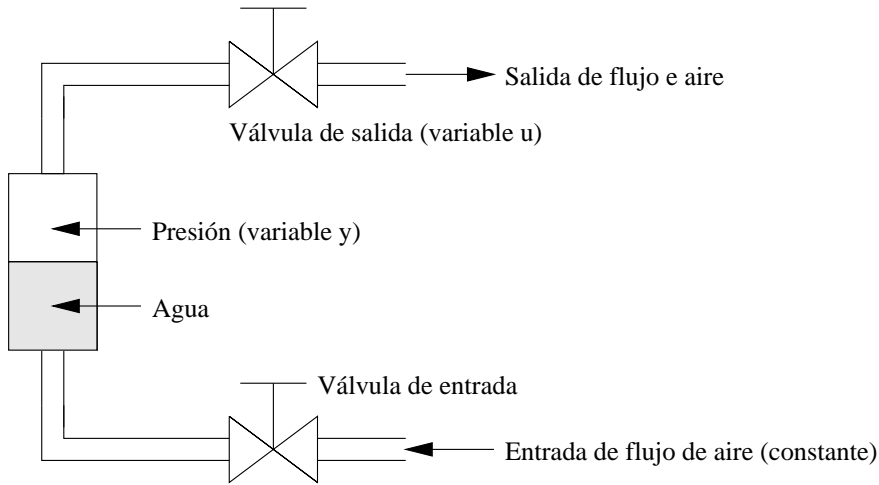 Salida de flujo e aire
Válvula de salida (variable u)
Presión (variable y)
Agua
Válvula de entrada
Entrada de flujo de aire (constante)